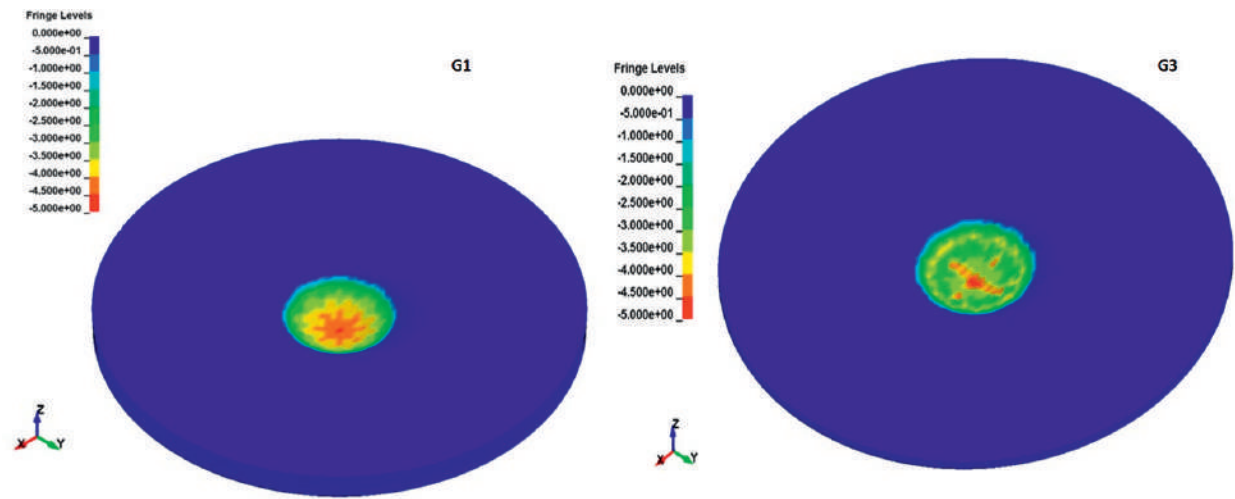 Fringe Levels
0.000e+00
-5.000e-01
-1.000e+00
-1.500e+00
-2.000e+00
-2.500e+00
-3.000e+00
-3.500e+00
-4.000e+00
-4.500e+00
-5.000e+00
G1
Z
X
Y
Fringe Levels
0.000e+00
-5.000e-01
-1.000e+00
-1.500e+00
-2.000e+00
-2.500e+00
-3.000e+00
-3.500e+00
-4.000e+00
-4.500e+00
-5.000e+00
G3
Z
X
Y